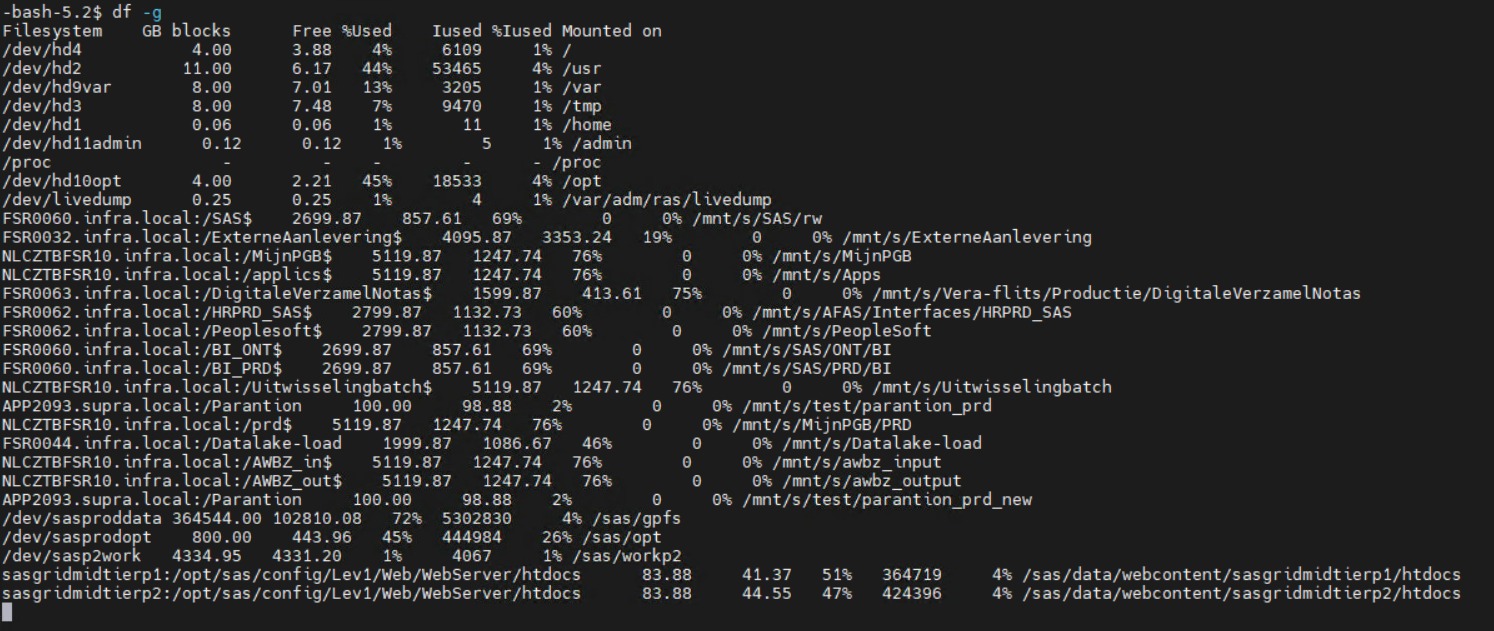 -bash-5.2$ df -g
Filesystem    GB blocks      Free %Used    Iused %Iused Mounted on
/dev/hd4           4.00      3.88    4%     6109     1% /
/dev/hd2          11.00      6.17   44%    53465     4% /usr
/dev/hd9var        8.00      7.01   13%     3205     1% /var
/dev/hd3           8.00      7.48    7%     9470     1% /tmp
/dev/hd1           0.06      0.06    1%       11     1% /home
/dev/hd11admin      0.12      0.12    1%        5     1% /admin
/proc                 -         -    -         -      - /proc
/dev/hd10opt       4.00      2.21   45%    18533     4% /opt
/dev/livedump      0.25      0.25    1%        4     1% /var/adm/ras/livedump
FSR0060.infra.local:/SAS$    2699.87    857.61   69%        0     0% /mnt/s/SAS/rw
FSR0032.infra.local:/ExterneAanlevering$    4095.87   3353.24   19%        0     0% /mnt/s/ExterneAanlevering
NLCZTBFSR10.infra.local:/MijnPGB$    5119.87   1247.74   76%        0     0% /mnt/s/MijnPGB
NLCZTBFSR10.infra.local:/applics$    5119.87   1247.74   76%        0     0% /mnt/s/Apps
FSR0063.infra.local:/DigitaleVerzamelNotas$    1599.87    413.61   75%        0     0% /mnt/s/Vera-flits/Productie/DigitaleVerzamelNotas
FSR0062.infra.local:/HRPRD_SAS$    2799.87   1132.73   60%        0     0% /mnt/s/AFAS/Interfaces/HRPRD_SAS
FSR0062.infra.local:/Peoplesoft$    2799.87   1132.73   60%        0     0% /mnt/s/PeopleSoft
FSR0060.infra.local:/BI_ONT$    2699.87    857.61   69%        0     0% /mnt/s/SAS/ONT/BI
FSR0060.infra.local:/BI_PRD$    2699.87    857.61   69%        0     0% /mnt/s/SAS/PRD/BI
NLCZTBFSR10.infra.local:/Uitwisselingbatch$    5119.87   1247.74   76%        0     0% /mnt/s/Uitwisselingbatch
APP2093.supra.local:/Parantion     100.00     98.88    2%        0     0% /mnt/s/test/parantion_prd
NLCZTBFSR10.infra.local:/prd$    5119.87   1247.74   76%        0     0% /mnt/s/MijnPGB/PRD
FSR0044.infra.local:/Datalake-load    1999.87   1086.67   46%        0     0% /mnt/s/Datalake-load
NLCZTBFSR10.infra.local:/AWBZ_in$    5119.87   1247.74   76%        0     0% /mnt/s/awbz_input
NLCZTBFSR10.infra.local:/AWBZ_out$    5119.87   1247.74   76%        0     0% /mnt/s/awbz_output
APP2093.supra.local:/Parantion     100.00     98.88    2%        0     0% /mnt/s/test/parantion_prd_new
/dev/sasproddata 364544.00 102810.08   72%  5302830     4% /sas/gpfs
/dev/sasprodopt    800.00    443.96   45%   444984    26% /sas/opt
/dev/sasp2work   4334.95   4331.20    1%     4067     1% /sas/workp2
sasgridmidtierp1:/opt/sas/config/Lev1/Web/WebServer/htdocs      83.88     41.37   51%   364719     4% /sas/data/webcontent/sasgridmidtierp1/htdocs
sasgridmidtierp2:/opt/sas/config/Lev1/Web/WebServer/htdocs      83.88     44.55   47%   424396     4% /sas/data/webcontent/sasgridmidtierp2/htdocs